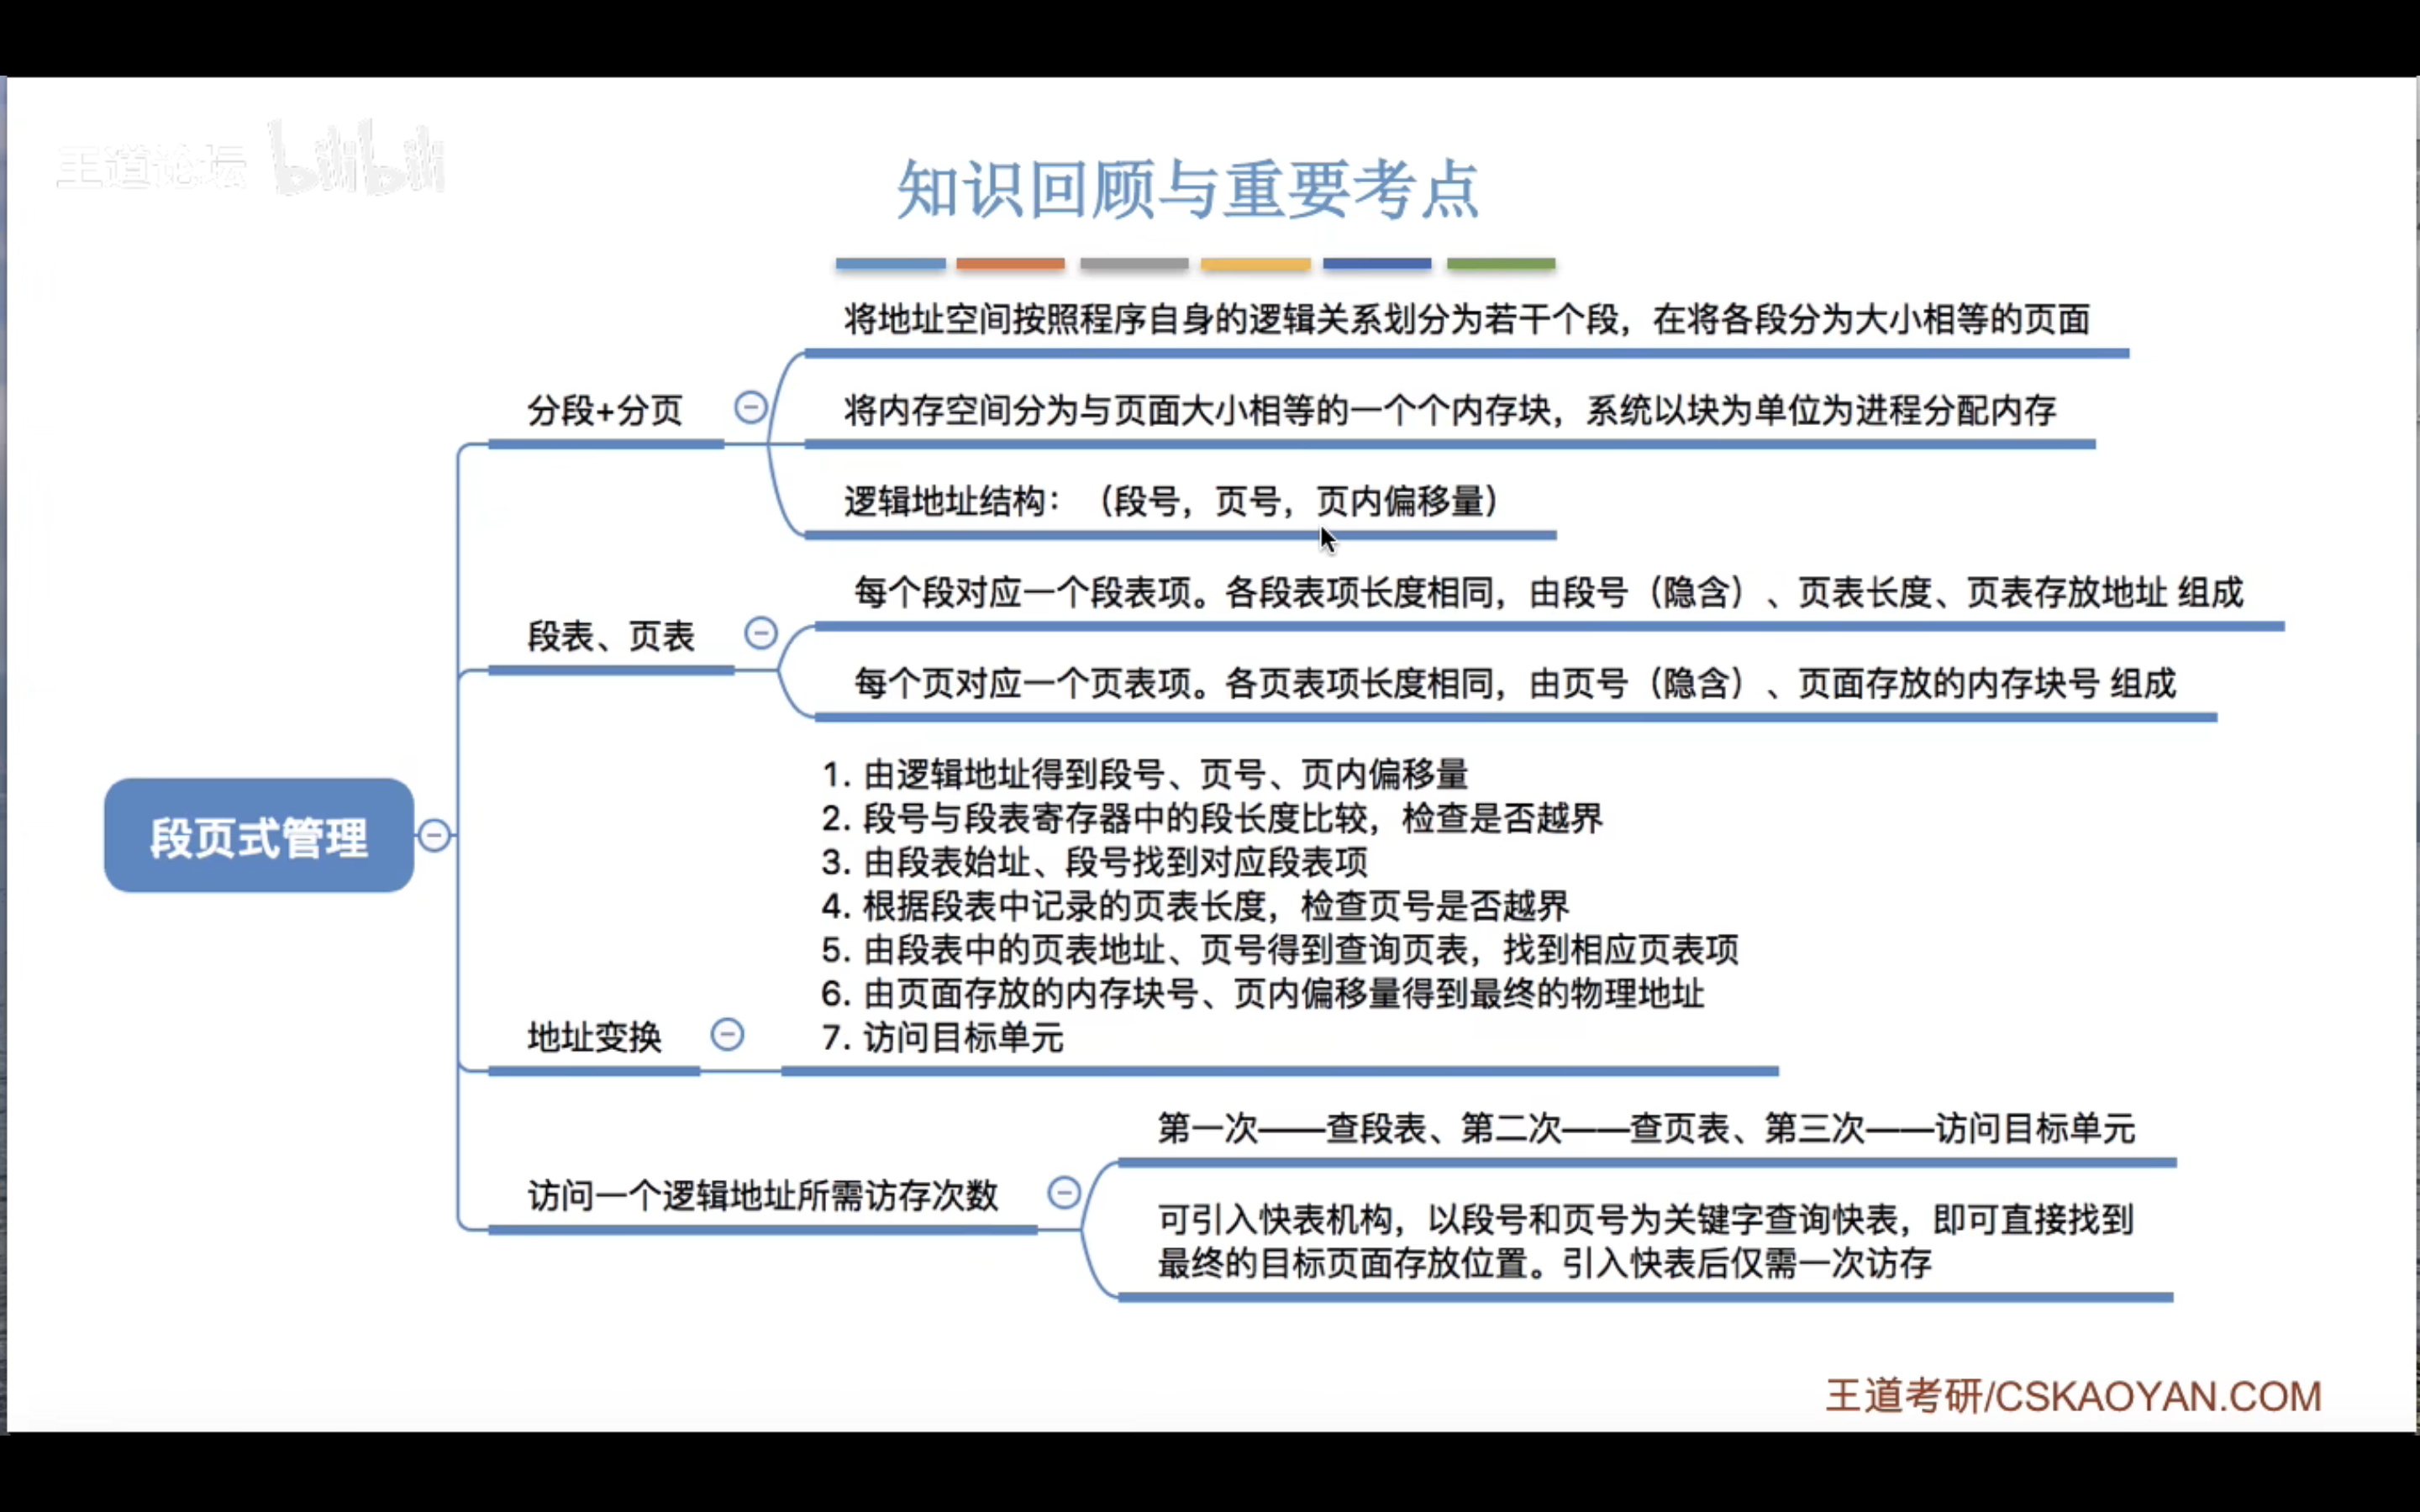 王道论坛 bilibili
知识回顾与重要考点
将地址空间按照程序自身的逻辑关系划分为若干个段，在将各段分为大小相等的页面
分段+分页
将内存空间分为与页面大小相等的一个个内存块，系统以块为单位为进程分配内存
逻辑地址结构：（段号，页号，页内偏移量）
每个段对应一个段表项。各段表项长度相同，由段号（隐含）、页表长度、页表存放地址 组成
段表、页表
每个页对应一个页表项。各页表项长度相同，由页号（隐含）、页面存放的内存块号 组成
段页式管理
1. 由逻辑地址得到段号、页号、页内偏移量
2. 段号与段表寄存器中的段长度比较，检查是否越界
3. 由段表始址、段号找到对应段表项
4. 根据段表中记录的页表长度，检查页号是否越界
5. 由段表中的页表地址、页号得到查询页表，找到相应页表项
6. 由页面存放的内存块号、页内偏移量得到最终的物理地址
7. 访问目标单元
地址变换
第一次——查段表、第二次——查页表、第三次——访问目标单元
访问一个逻辑地址所需访存次数
可引入快表机构，以段号和页号为关键字查询快表，即可直接找到
最终的目标页面存放位置。引入快表后仅需一次访存
王道考研/CSKAOYAN.COM